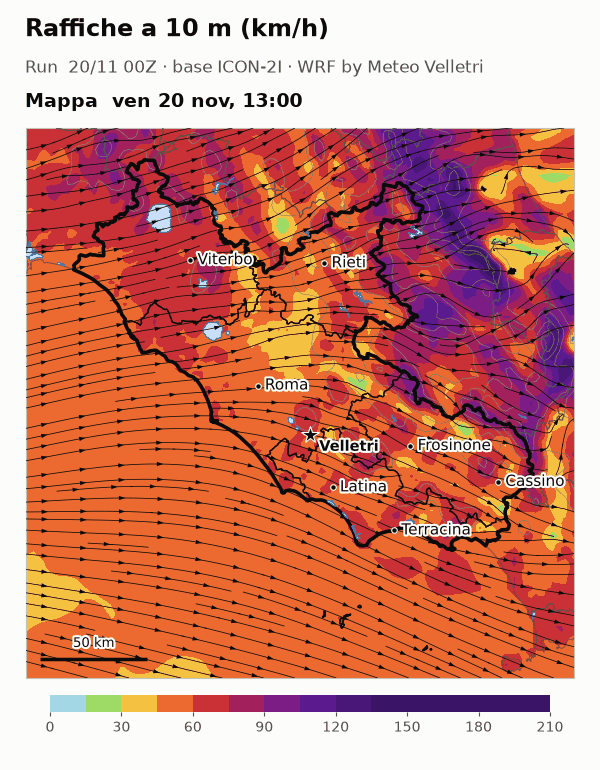 Raffiche a 10 m (km/h)
Run  20/11 00Z · base ICON-2I · WRF by Meteo Velletri
Mappa  ven 20 nov, 13:00
Viterbo
Rieti
Roma
Velletri
Frosinone
Cassino
Latina
Terracina
50 km
0 30 60 90 120 150 180 210